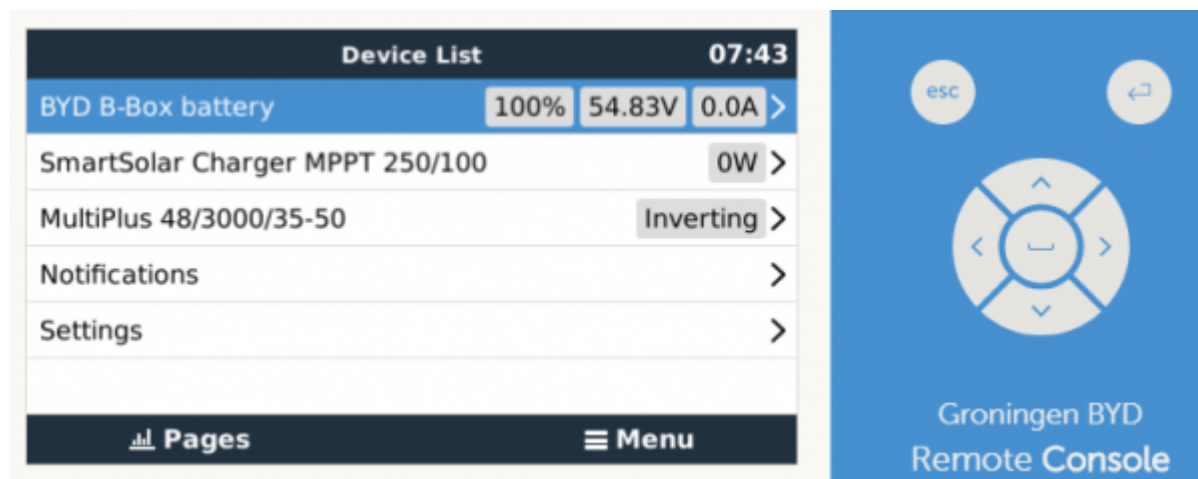 Device List 07:43
BYD B-Box battery 100% 54.83V 0.0A
SmartSolar Charger MPPT 250/100 0W
MultiPlus 48/3000/35-50 Inverting
Notifications
Settings
Pages Menu
esc
Groningen BYD
Remote Console